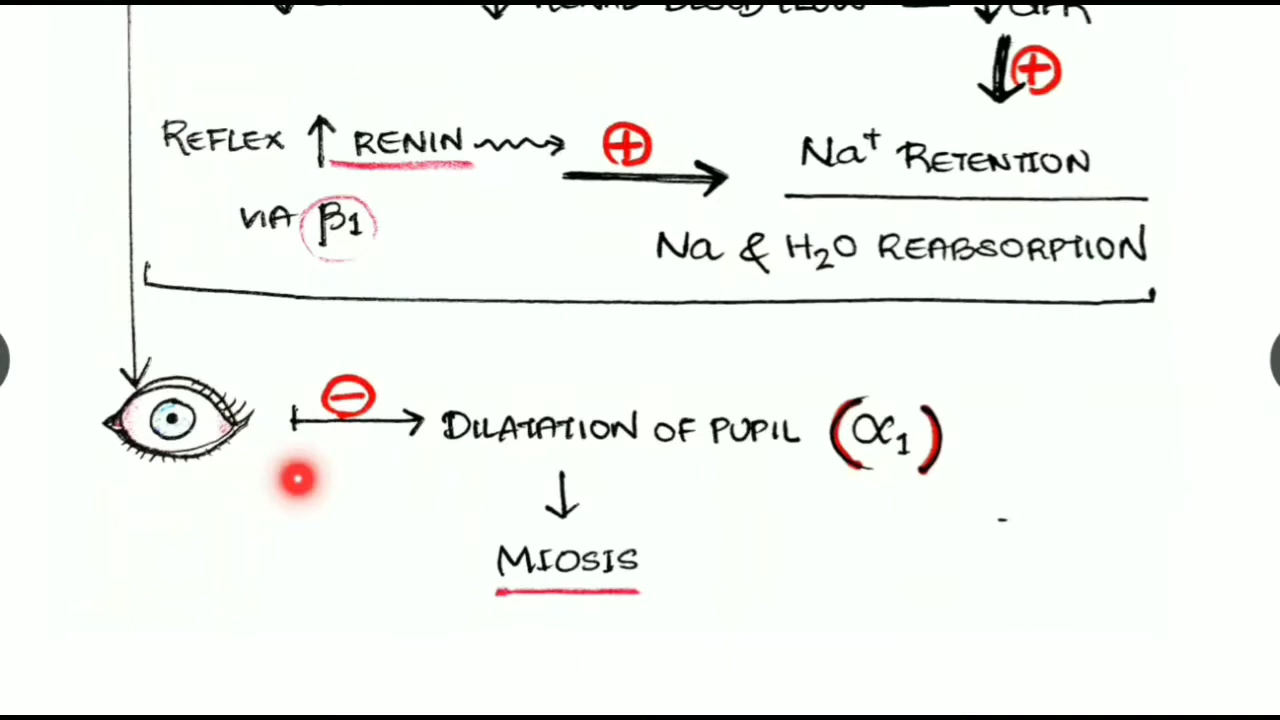 REFLEX ↑ RENIN
VIA β1
+
+
Na⁺ RETENTION
Na & H₂O REABSORPTION
− DILATATION OF PUPIL (α₁)
↓
MIOSIS